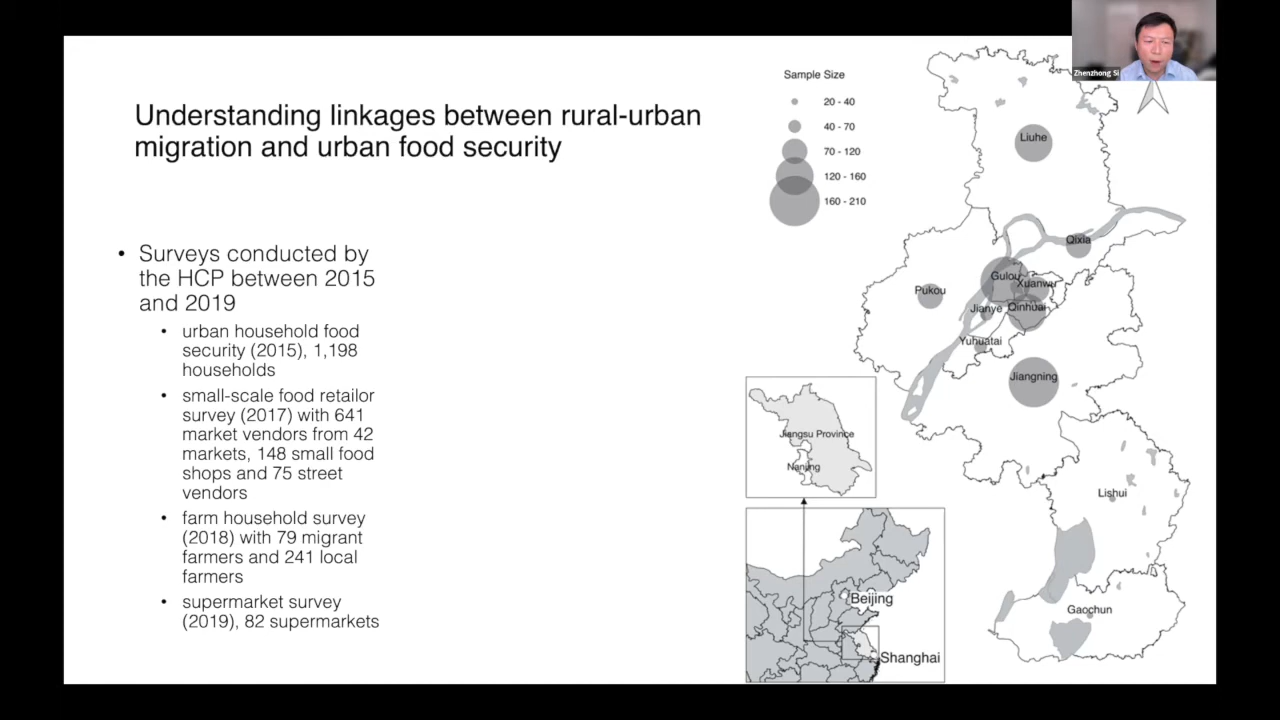 Zhenzhong Si
Understanding linkages between rural-urban
migration and urban food security
• Surveys conducted by
the HCP between 2015
and 2019
• urban household food
security (2015), 1,198
households
• small-scale food retailor
survey (2017) with 641
market vendors from 42
markets, 148 small food
shops and 75 street
vendors
• farm household survey
(2018) with 79 migrant
farmers and 241 local
farmers
• supermarket survey
(2019), 82 supermarkets
Sample Size
20 - 40
40 - 70
70 - 120
120 - 160
160 - 210
Liuhe
Qixia
Gulou
Xuanwu
Pukou
Jianye
Qinhuai
Yuhuatai
Jiangning
Jiangsu Province
Nanjing
Lishui
Beijing
Gaochun
Shanghai